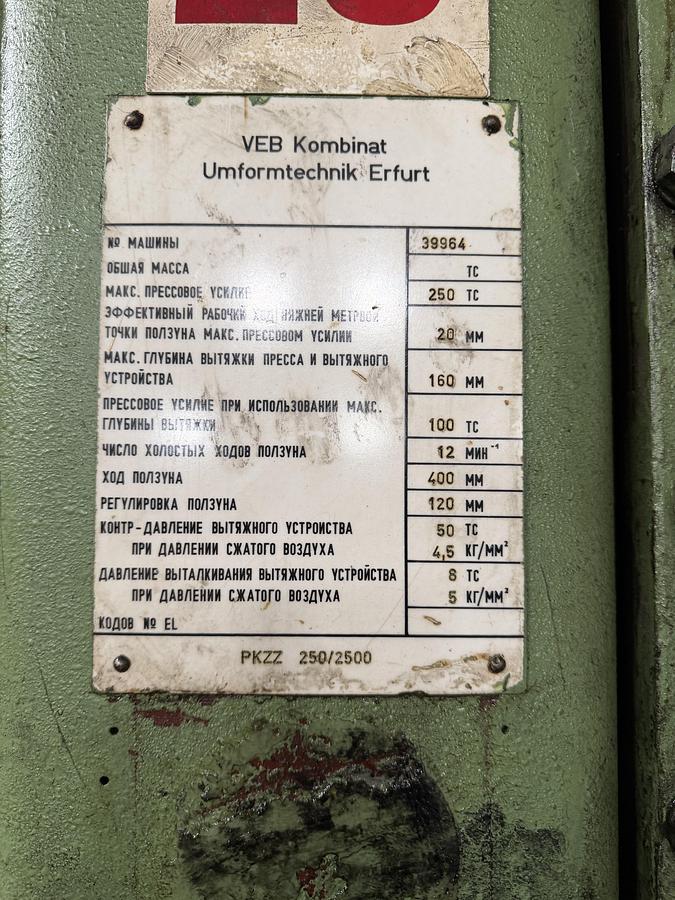 VEB Kombinat
Umformtechnik Erfurt
№ МАШИНЫ 39964
ОБШАЯ МАССА ТС
МАКС. ПРЕССОВОЕ УСИЛИЕ 250 ТС
ЭФФЕКТИВНЫЙ РАБОЧИЙ ХОД НИЖНЕЙ МЕТРВОЙ
ТОЧКИ ПОЛЗУНА МАКС. ПРЕССОВОМ УСИЛИИ 20 ММ
МАКС. ГЛУБИНА ВЫТЯЖКИ ПРЕССА И ВЫТЯЖНОГО
УСТРОЙСТВА 160 ММ
ПРЕССОВОЕ УСИЛИЕ ПРИ ИСПОЛЬЗОВАНИИ МАКС.
ГЛУБИНЫ ВЫТЯЖКИ 100 ТС
ЧИСЛО ХОЛОСТЫХ ХОДОВ ПОЛЗУНА 12 МИН⁻¹
ХОД ПОЛЗУНА 400 ММ
РЕГУЛИРОВКА ПОЛЗУНА 120 ММ
КОНТР-ДАВЛЕНИЕ ВЫТЯЖНОГО УСТРОИСТВА 50 ТС
ПРИ ДАВЛЕНИИ СЖАТОГО ВОЗДУХА 4,5 КГ/ММ²
ДАВЛЕНИЕ ВЫТАЛКИВАНИЯ ВЫТЯЖНОГО УСТРОЙСТВА 8 ТС
ПРИ ДАВЛЕНИИ СЖАТОГО ВОЗДУХА 5 КГ/ММ²
КОДОВ № EL
PKZZ 250/2500